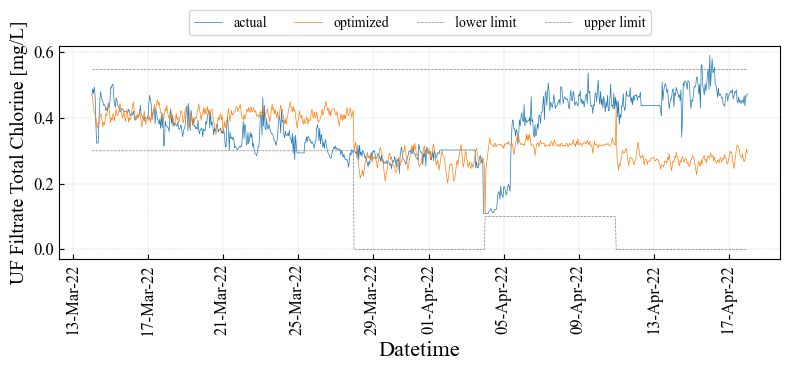 actual optimized lower limit upper limit
UF Filtrate Total Chlorine [mg/L]
0.6
0.4
0.2
0.0
13-Mar-22 17-Mar-22 21-Mar-22 25-Mar-22 29-Mar-22 01-Apr-22 05-Apr-22 09-Apr-22 13-Apr-22 17-Apr-22
Datetime